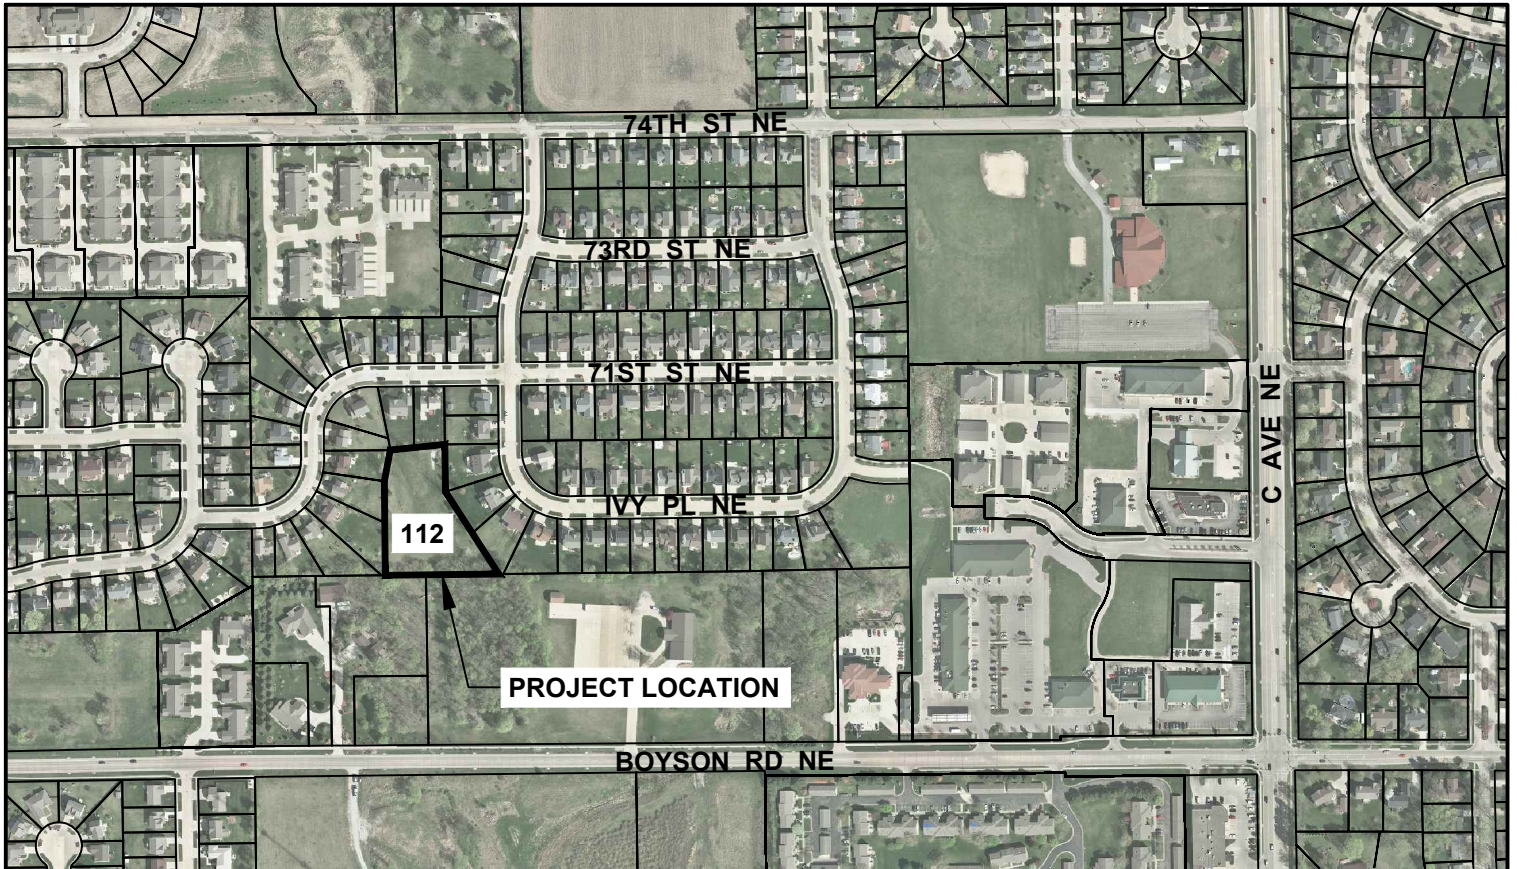 74TH ST NE
73RD ST NE
71ST ST NE
C AVE NE
IVY PL NE
112
PROJECT LOCATION
BOYSON RD NE